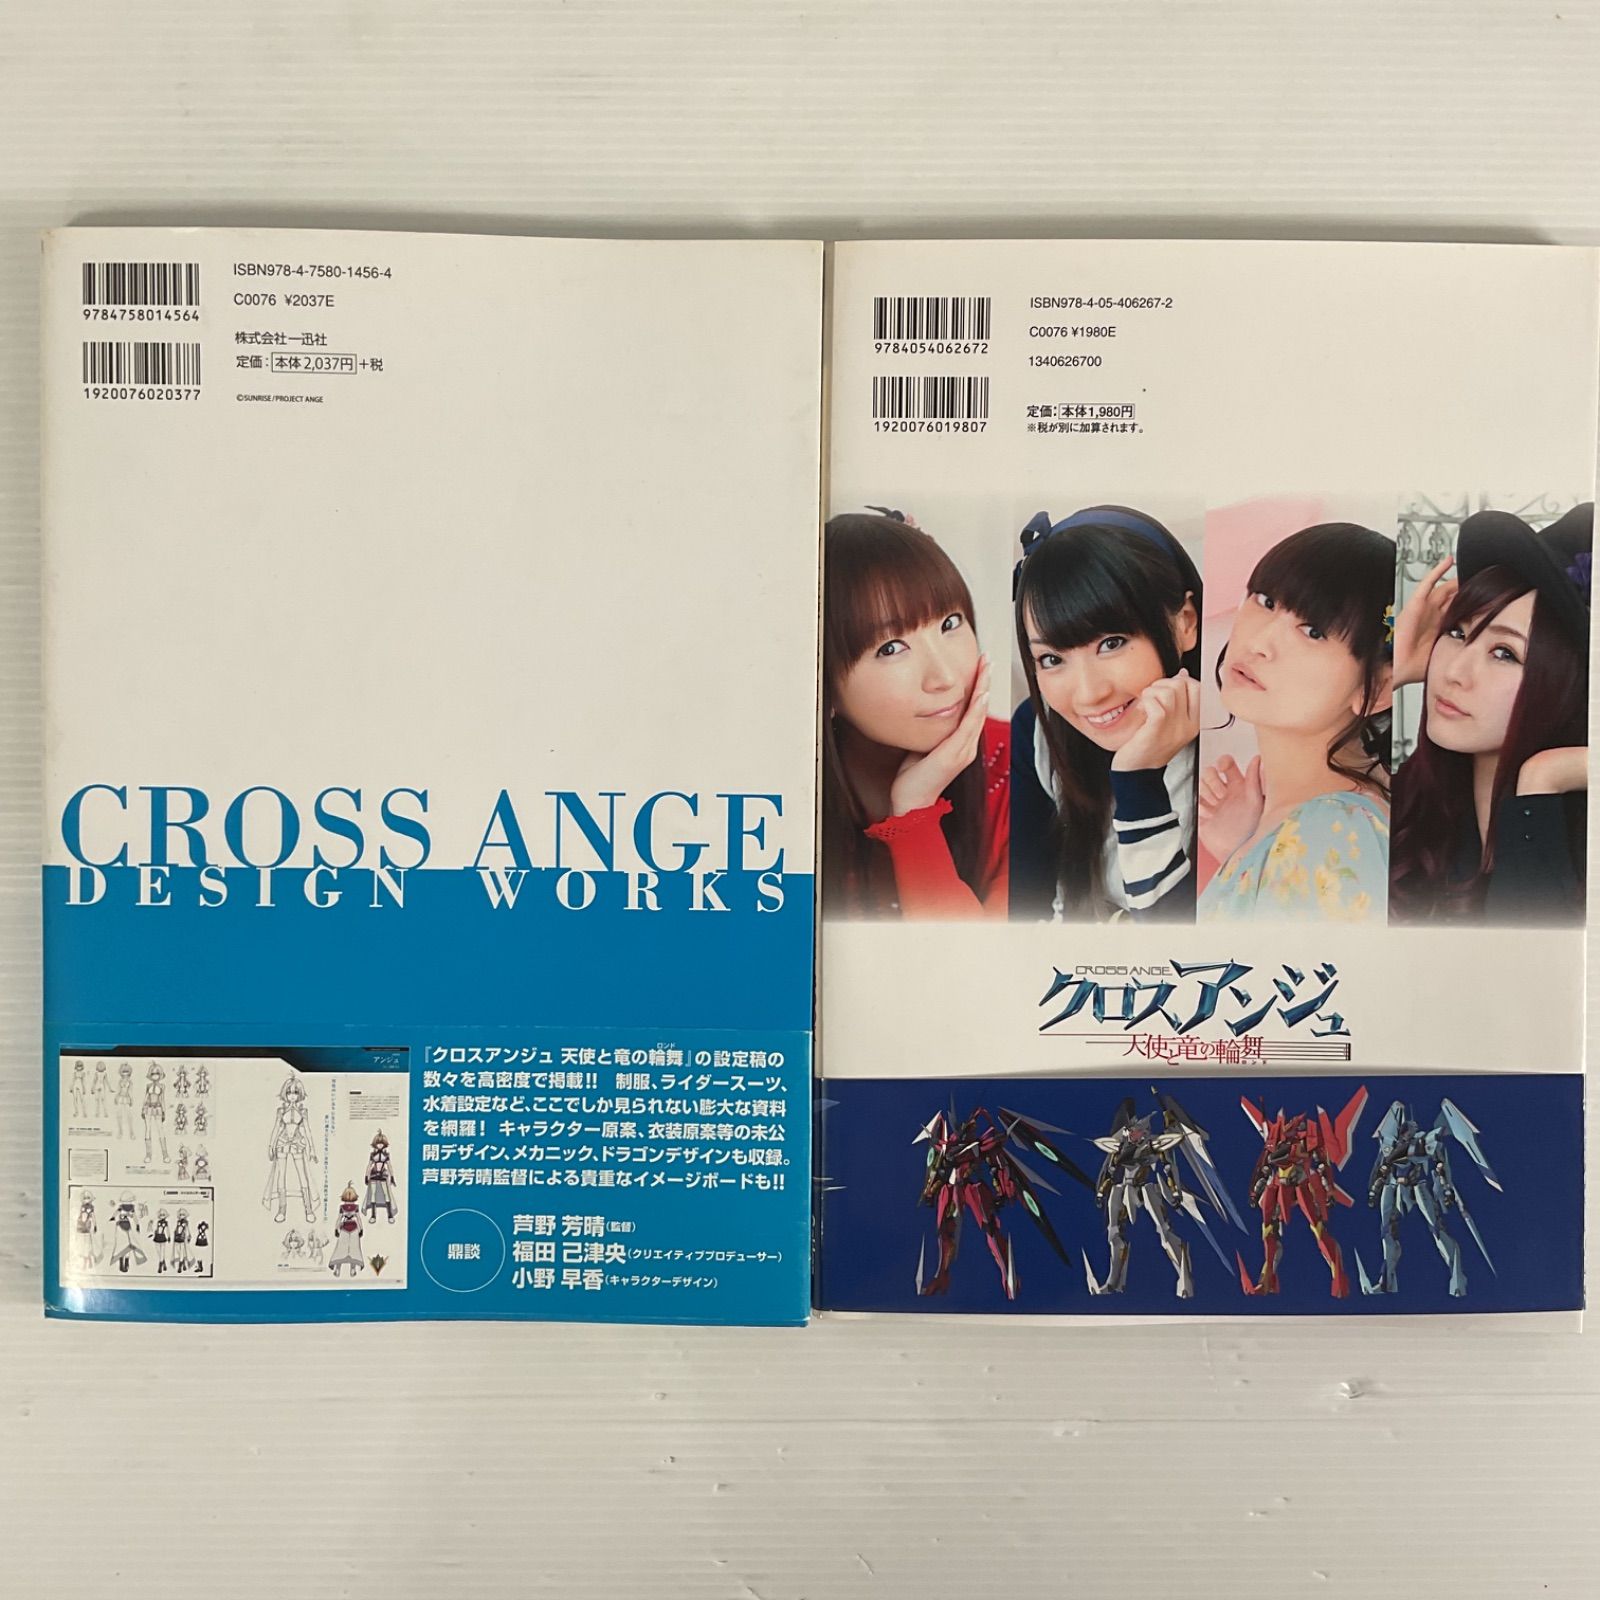 ISBN978-4-7580-1456-4
C0076 ¥2037E
9784758014564
株式会社一迅社
定価：本体2,037円+税
1920076020377
©SUNRISE/PROJECT ANGE
CROSS ANGE
DESIGN WORKS
アンジュ
『クロスアンジュ 天使と竜の輪舞』の設定稿の
ロンド
数々を高密度で掲載!! 制服、ライダースーツ、
水着設定など、ここでしか見られない膨大な資料
を網羅! キャラクター原案、衣装原案等の未公
開デザイン、メカニック、ドラゴンデザインも収録。
芦野芳晴監督による貴重なイメージボードも!!
鼎談
芦野 芳晴(監督)
福田 己津央(クリエイティブプロデューサー)
小野 早香(キャラクターデザイン)
ISBN978-4-05-406267-2
C0076 ¥1980E
9784054062672
1340626700
定価：本体1,980円
※税が別に加算されます。
1920076019807
CROSS ANGE
クロスアンジュ
天使と竜の輪舞
ロンド